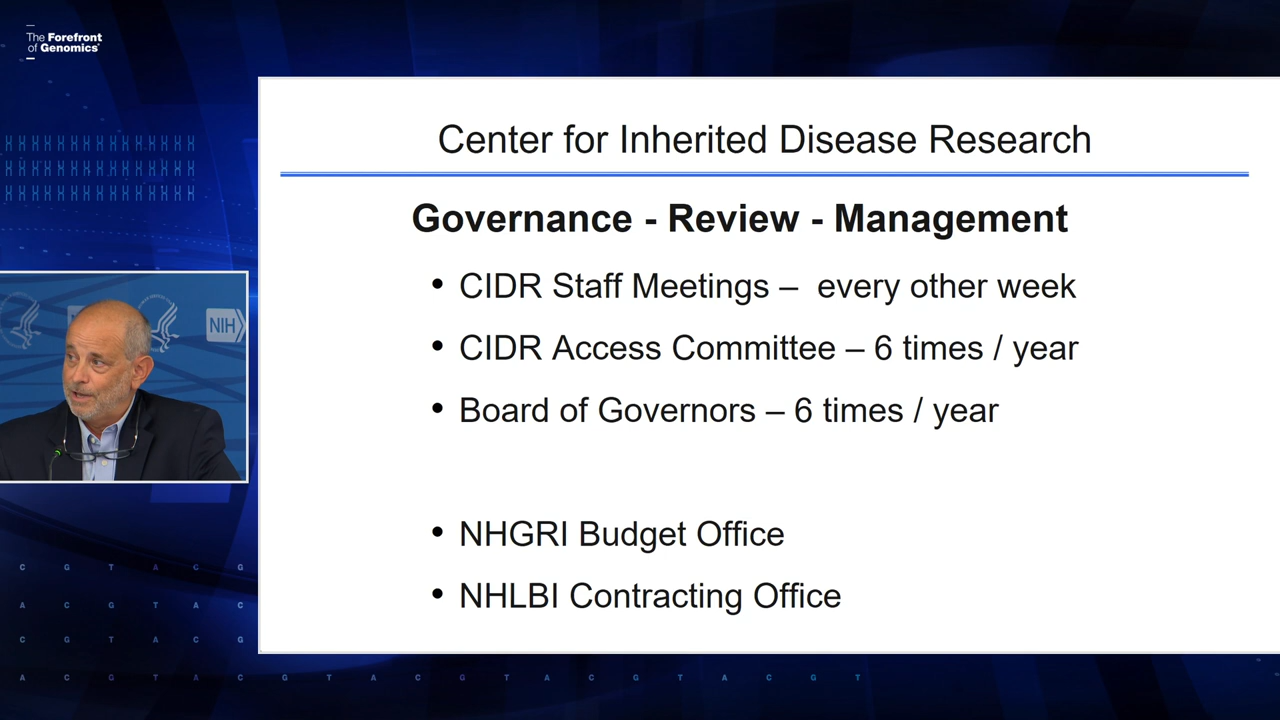 The Forefront
of Genomics
Center for Inherited Disease Research
Governance - Review - Management
• CIDR Staff Meetings – every other week
• CIDR Access Committee – 6 times / year
• Board of Governors – 6 times / year
• NHGRI Budget Office
• NHLBI Contracting Office
NIH
C G T A C G
A C G T A C
C G T A C G
A C G T A C G T A C G T A C G T A C G T